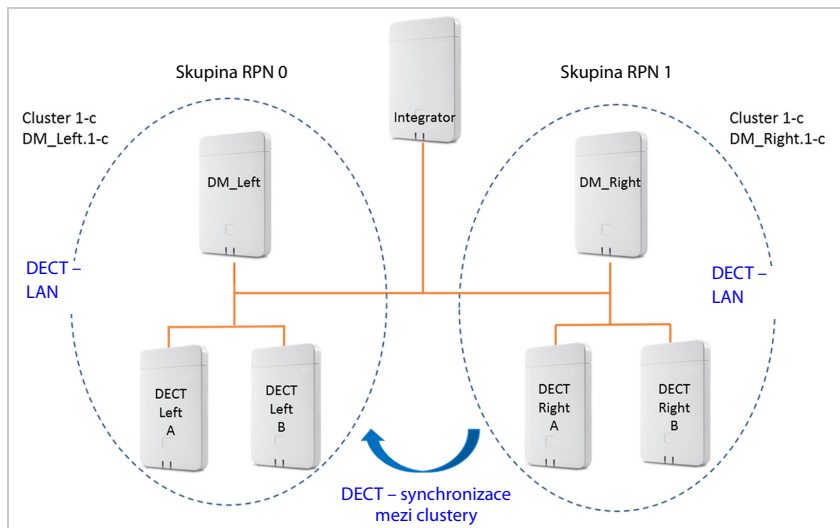 Skupina RPN 0
Skupina RPN 1
Cluster 1-c
DM_Left.1-c
Integrator
Cluster 1-c
DM_Right.1-c
DM_Left
DM_Right
DECT –
LAN
DECT –
LAN
DECT
Left
A
DECT
Left
B
DECT
Right
A
DECT
Right
B
DECT – synchronizace
mezi clustery